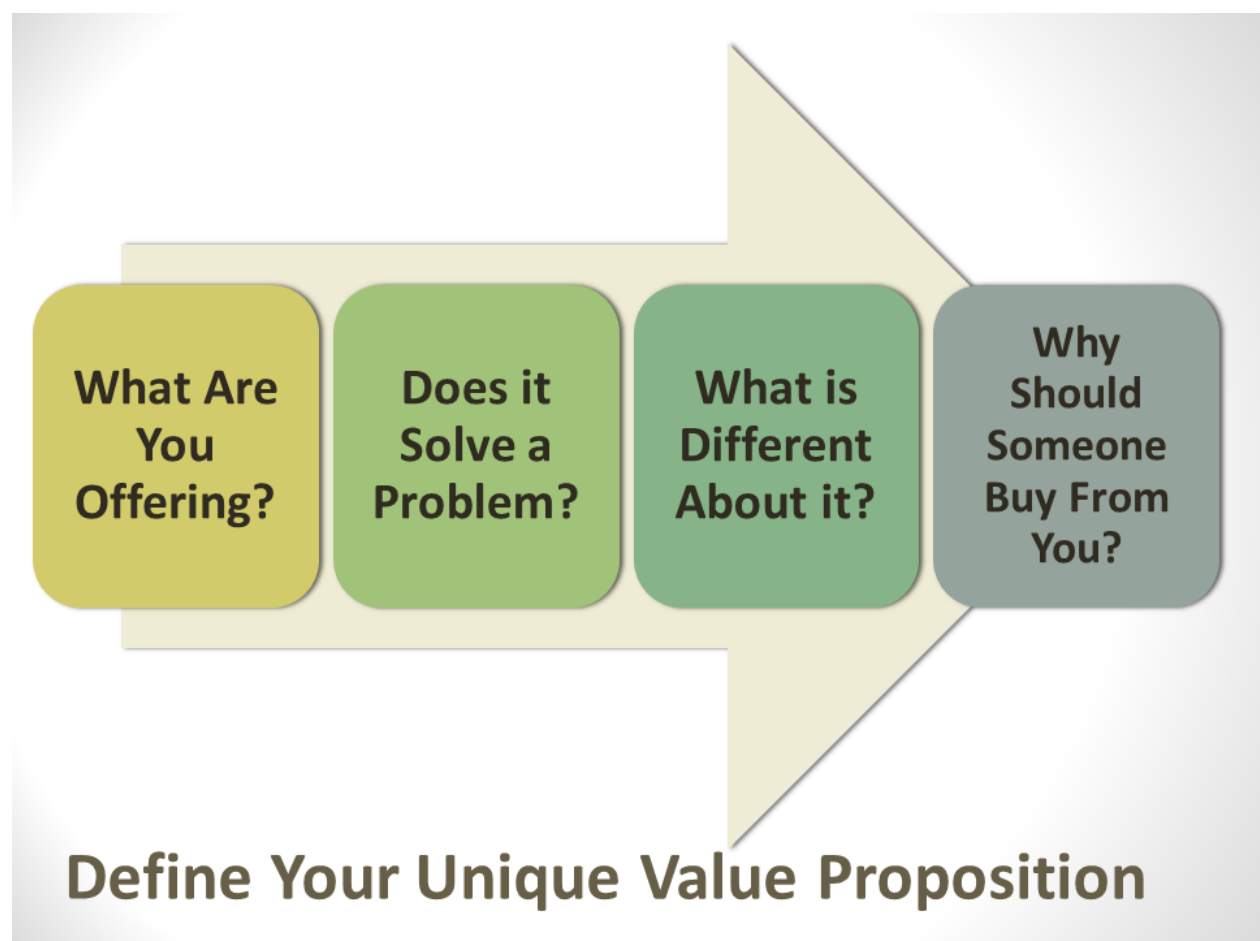 What Are
You
Offering?
Does it
Solve a
Problem?
What is
Different
About it?
Why
Should
Someone
Buy From
You?
Define Your Unique Value Proposition